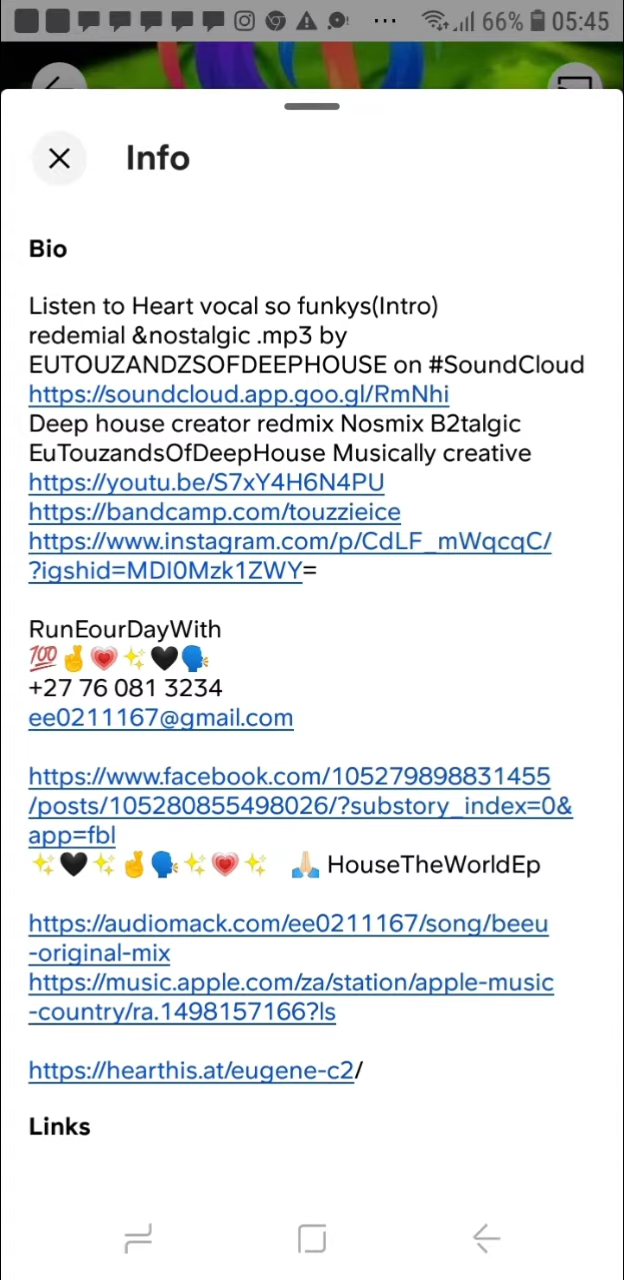 66% 05:45
Info
Bio
Listen to Heart vocal so funkys(Intro)
redemial &nostalgic .mp3 by
EUTOUZANDZSOFDEEPHOUSE on #SoundCloud
https://soundcloud.app.goo.gl/RmNhi
Deep house creator redmix Nosmix B2talgic
EuTouzandsOfDeepHouse Musically creative
https://youtu.be/S7xY4H6N4PU
https://bandcamp.com/touzzieice
https://www.instagram.com/p/CdLF_mWqcqC/
?igshid=MDI0Mzk1ZWY=
RunEourDayWith
💯🤞💗✨🖤🗣️
+27 76 081 3234
ee0211167@gmail.com
https://www.facebook.com/105279898831455
/posts/105280855498026/?substory_index=0&
app=fbl
✨🖤✨🤞🗣️✨💗✨ 🙏🏻 HouseTheWorldEp
https://audiomack.com/ee0211167/song/beeu
-original-mix
https://music.apple.com/za/station/apple-music
-country/ra.1498157166?ls
https://hearthis.at/eugene-c2/
Links